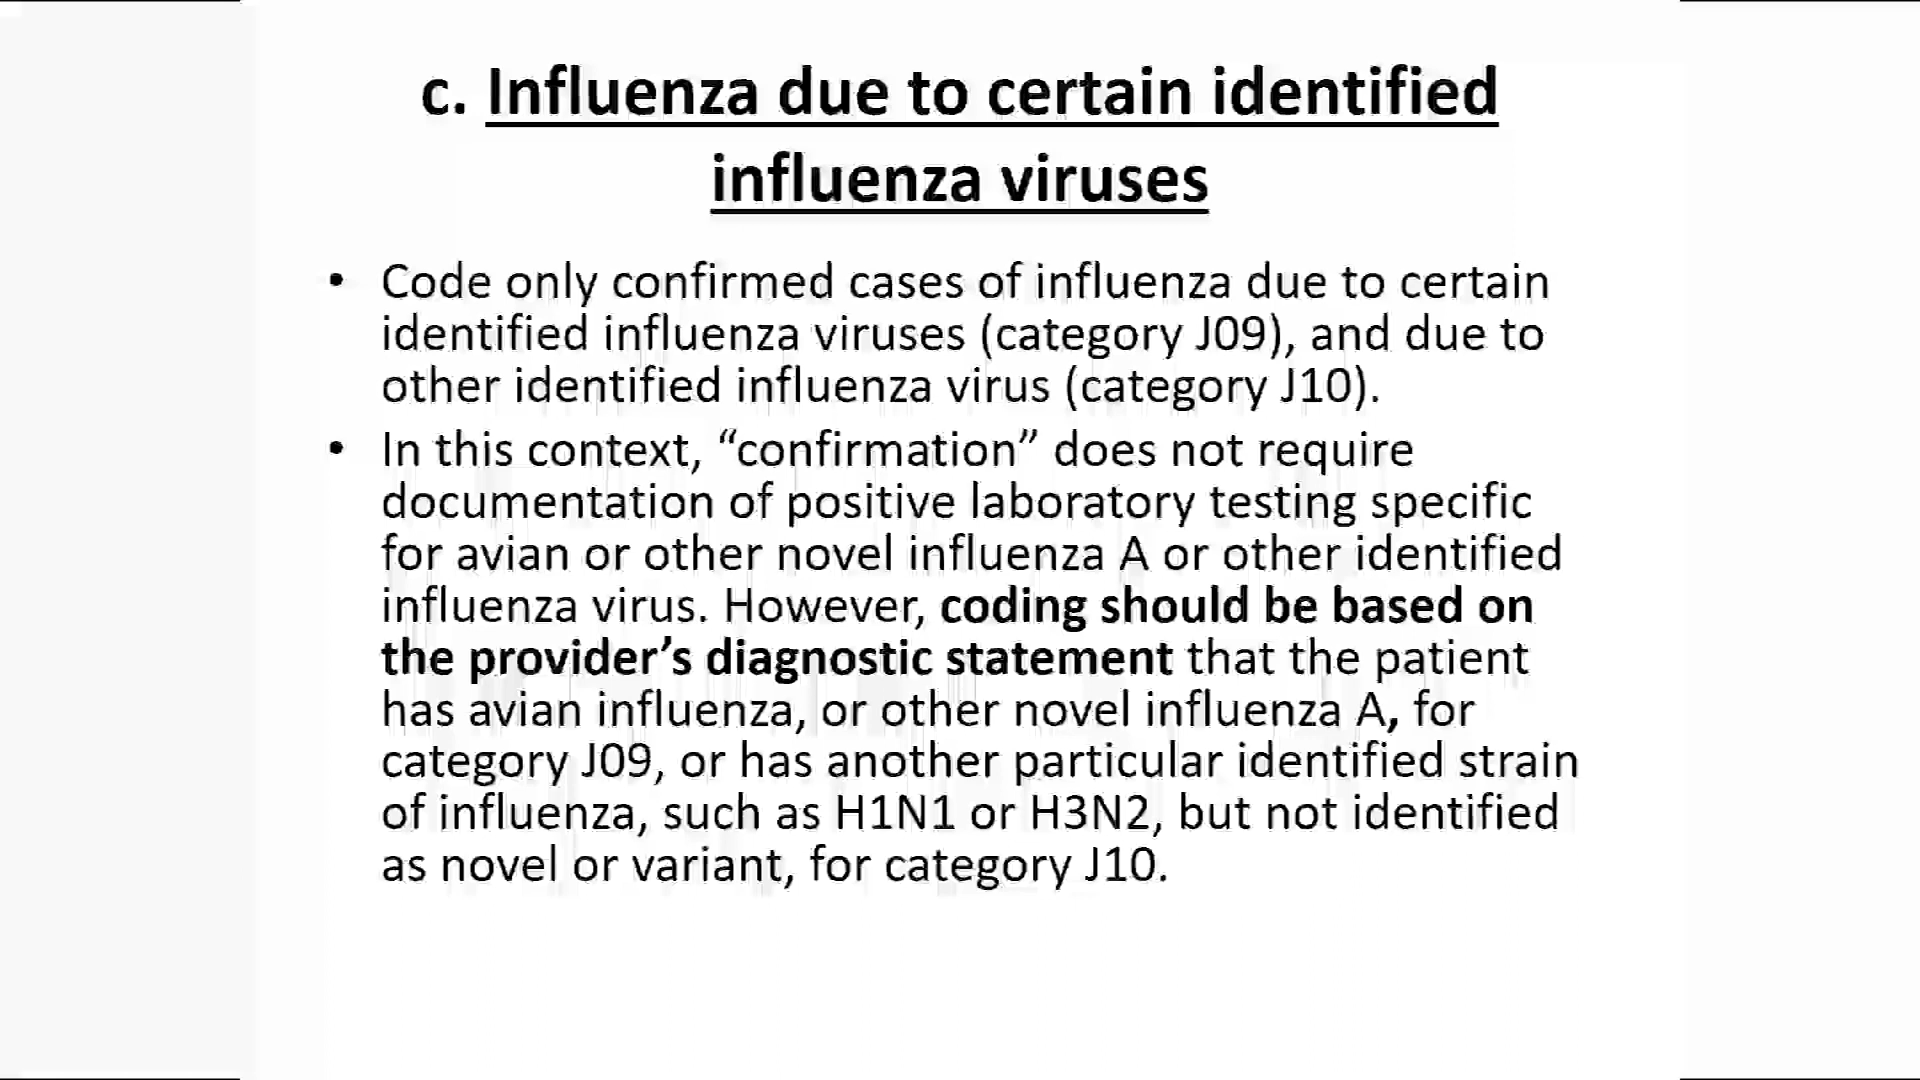 c. Influenza due to certain identified
influenza viruses
• Code only confirmed cases of influenza due to certain
identified influenza viruses (category J09), and due to
other identified influenza virus (category J10).
• In this context, “confirmation” does not require
documentation of positive laboratory testing specific
for avian or other novel influenza A or other identified
influenza virus. However, coding should be based on
the provider’s diagnostic statement that the patient
has avian influenza, or other novel influenza A, for
category J09, or has another particular identified strain
of influenza, such as H1N1 or H3N2, but not identified
as novel or variant, for category J10.